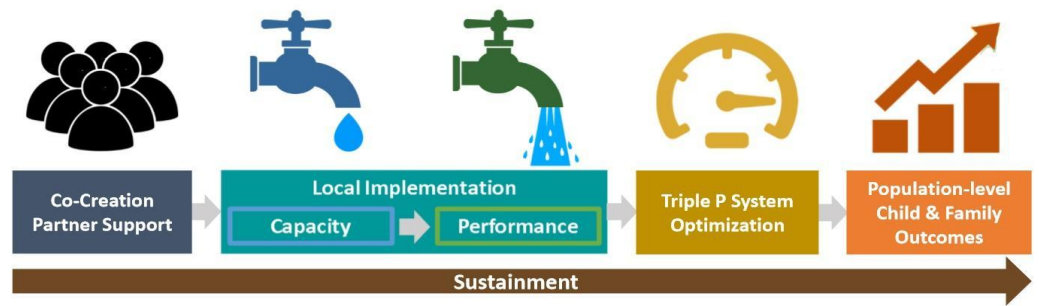 Co-Creation
Partner Support
Local Implementation
Capacity
Performance
Triple P System
Optimization
Population-level
Child & Family
Outcomes
Sustainment